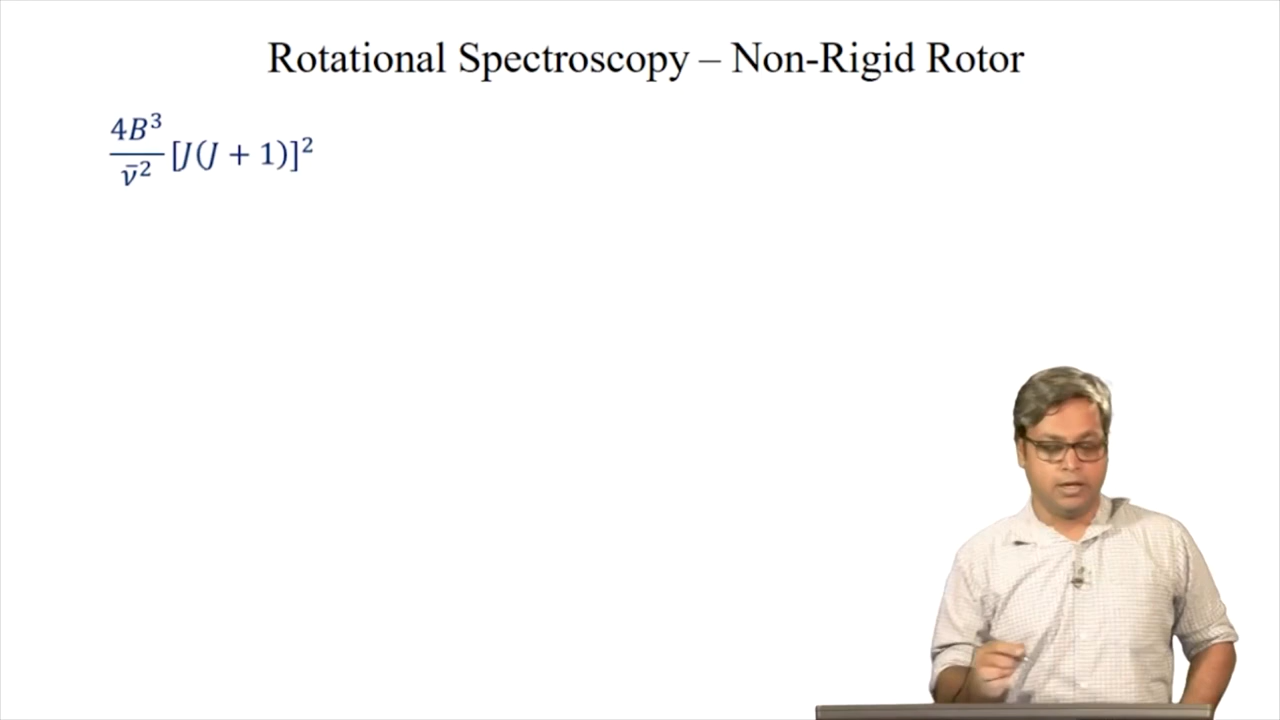 Rotational Spectroscopy – Non-Rigid Rotor
4B³/ν̄² [J(J + 1)]²